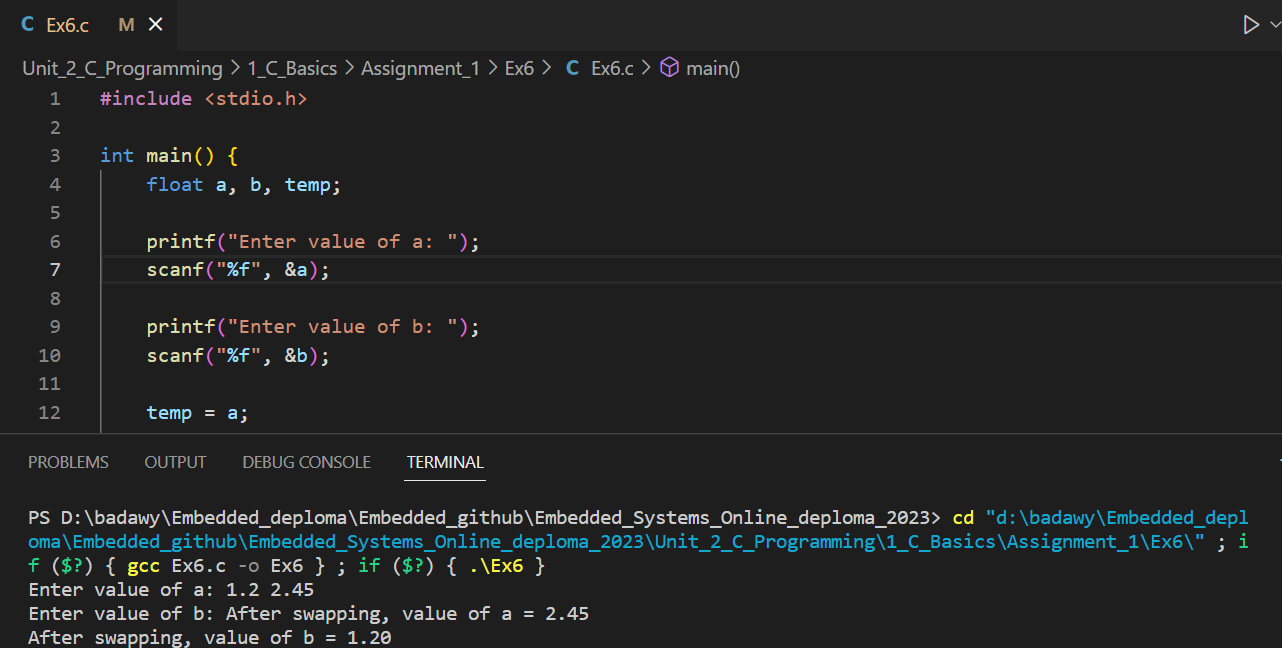 C Ex6.c M ×
Unit_2_C_Programming > 1_C_Basics > Assignment_1 > Ex6 > C Ex6.c > main()
1 #include <stdio.h>
2
3 int main() {
4 float a, b, temp;
5
6 printf("Enter value of a: ");
7 scanf("%f", &a);
8
9 printf("Enter value of b: ");
10 scanf("%f", &b);
11
12 temp = a;
PROBLEMS OUTPUT DEBUG CONSOLE TERMINAL
PS D:\badawy\Embedded_deploma\Embedded_github\Embedded_Systems_Online_deploma_2023> cd "d:\badawy\Embedded_depl
oma\Embedded_github\Embedded_Systems_Online_deploma_2023\Unit_2_C_Programming\1_C_Basics\Assignment_1\Ex6\" ; i
f ($?) { gcc Ex6.c -o Ex6 } ; if ($?) { .\Ex6 }
Enter value of a: 1.2 2.45
Enter value of b: After swapping, value of a = 2.45
After swapping, value of b = 1.20